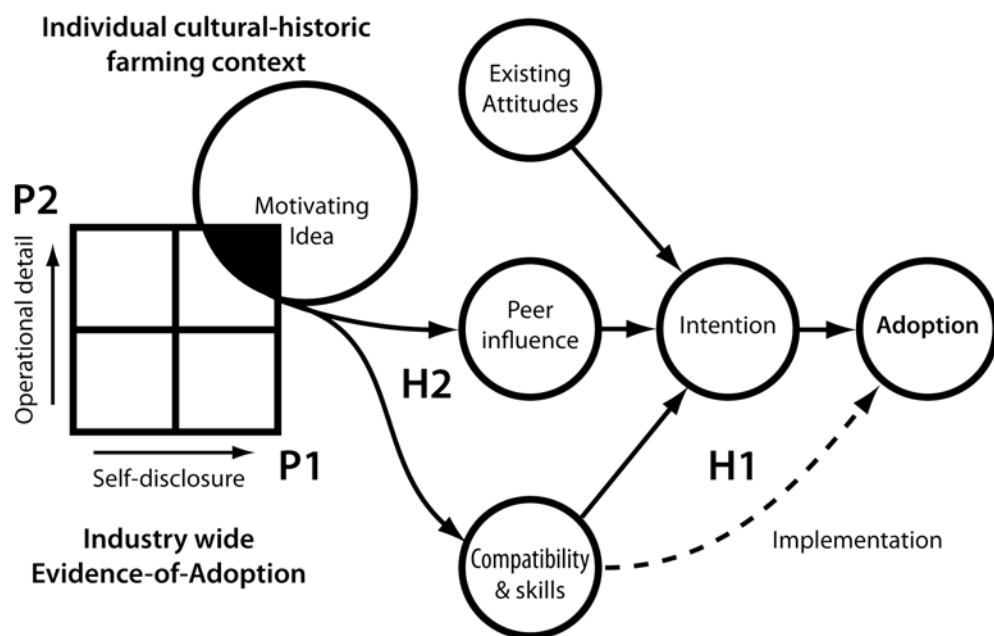 Individual cultural-historic
farming context
Existing
Attitudes
Motivating
Idea
P2
Operational detail
Peer
influence
Intention
Adoption
H2
Self-disclosure
P1
H1
Industry wide
Evidence-of-Adoption
Compatibility
& skills
Implementation